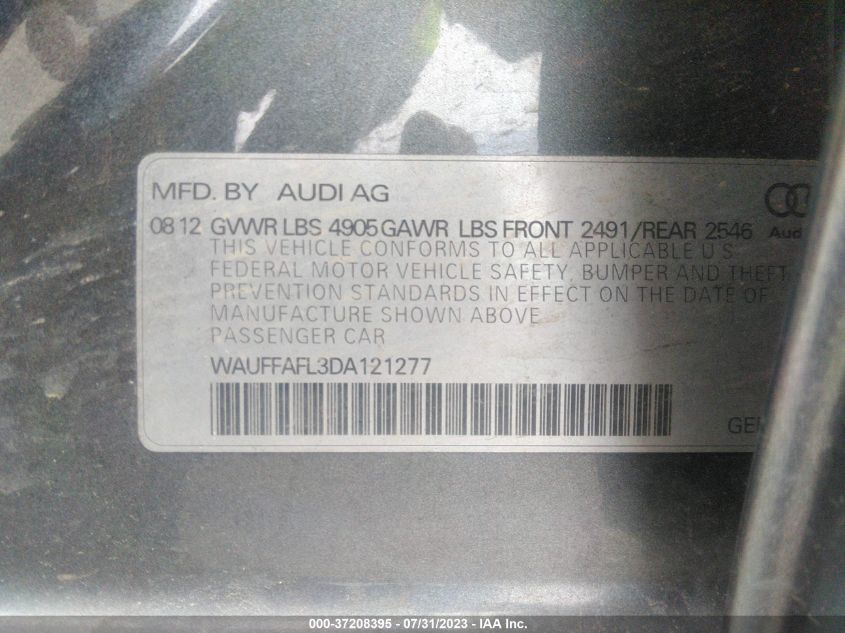 MFD. BY AUDI AG
08 12 GVWR LBS 4905 GAWR LBS FRONT 2491/REAR 2546
THIS VEHICLE CONFORMS TO ALL APPLICABLE U S
FEDERAL MOTOR VEHICLE SAFETY, BUMPER AND THEFT
PREVENTION STANDARDS IN EFFECT ON THE DATE OF
MANUFACTURE SHOWN ABOVE
PASSENGER CAR
WAUFFAFL3DA121277
000-37208395 - 07/31/2023 - IAA Inc.